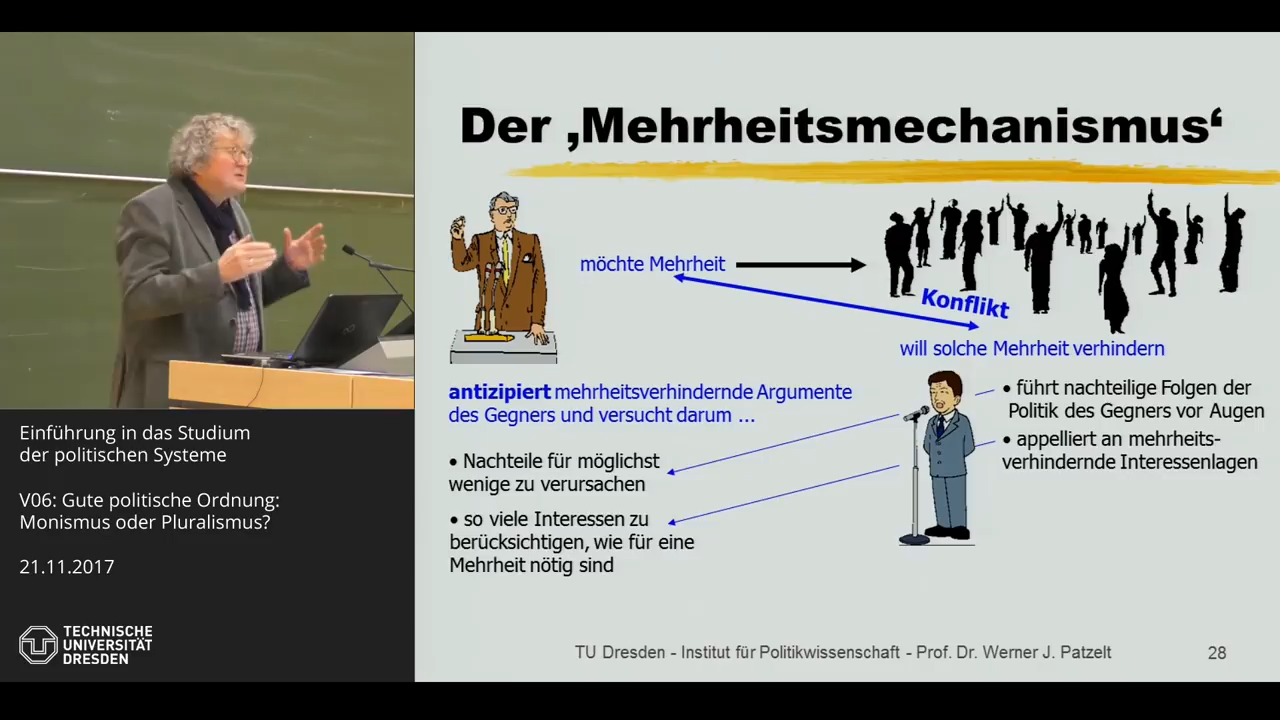 Der ‚Mehrheitsmechanismus‘
möchte Mehrheit
Konflikt
will solche Mehrheit verhindern
antizipiert mehrheitsverhindernde Argumente
des Gegners und versucht darum ...
• Nachteile für möglichst
wenige zu verursachen
• so viele Interessen zu
berücksichtigen, wie für eine
Mehrheit nötig sind
• führt nachteilige Folgen der
Politik des Gegners vor Augen
• appelliert an mehrheits-
verhindernde Interessenlagen
TU Dresden - Institut für Politikwissenschaft - Prof. Dr. Werner J. Patzelt
28
Einführung in das Studium
der politischen Systeme
V06: Gute politische Ordnung:
Monismus oder Pluralismus?
21.11.2017
TECHNISCHE
UNIVERSITÄT
DRESDEN